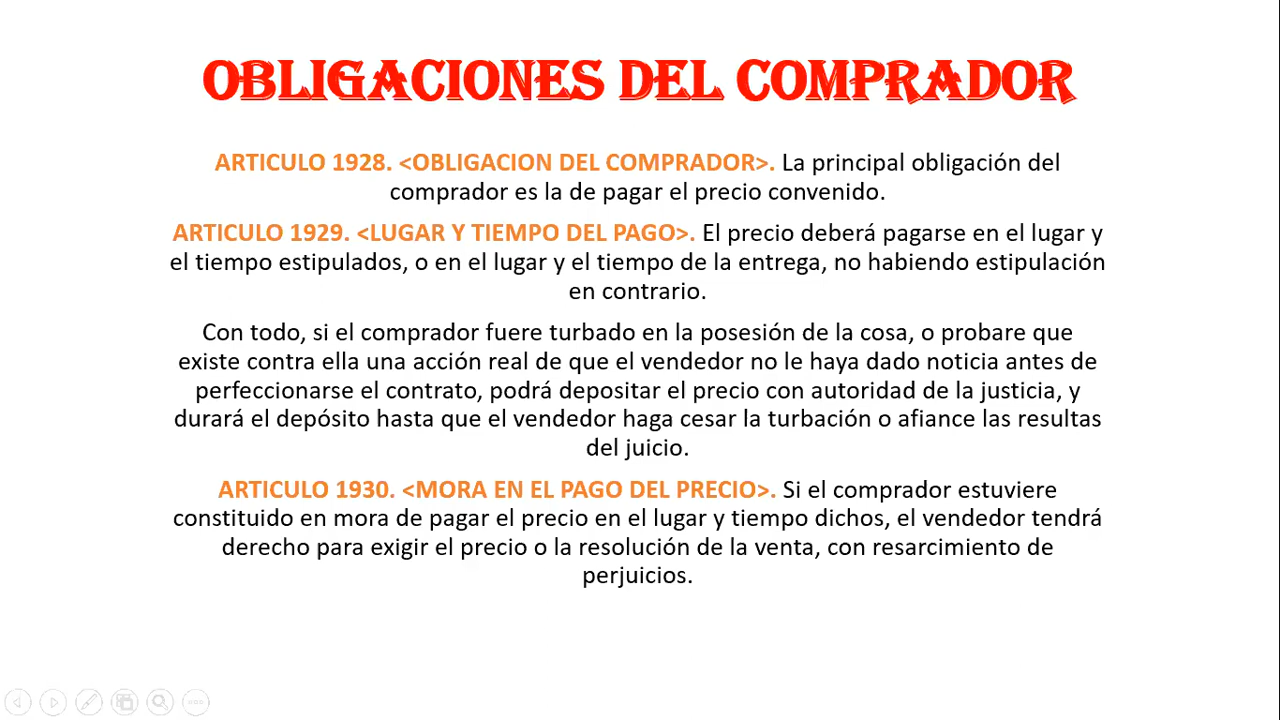 OBLIGACIONES DEL COMPRADOR
ARTICULO 1928. <OBLIGACION DEL COMPRADOR>. La principal obligación del
comprador es la de pagar el precio convenido.
ARTICULO 1929. <LUGAR Y TIEMPO DEL PAGO>. El precio deberá pagarse en el lugar y
el tiempo estipulados, o en el lugar y el tiempo de la entrega, no habiendo estipulación
en contrario.
Con todo, si el comprador fuere turbado en la posesión de la cosa, o probare que
existe contra ella una acción real de que el vendedor no le haya dado noticia antes de
perfeccionarse el contrato, podrá depositar el precio con autoridad de la justicia, y
durará el depósito hasta que el vendedor haga cesar la turbación o afiance las resultas
del juicio.
ARTICULO 1930. <MORA EN EL PAGO DEL PRECIO>. Si el comprador estuviere
constituido en mora de pagar el precio en el lugar y tiempo dichos, el vendedor tendrá
derecho para exigir el precio o la resolución de la venta, con resarcimiento de
perjuicios.